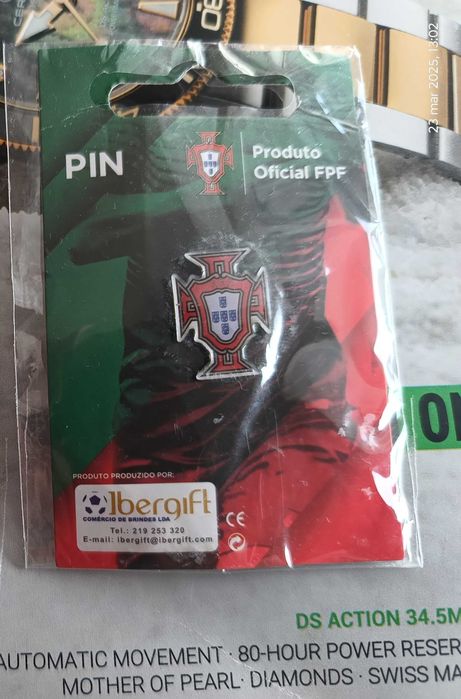 23 mar 2025, 13:02
PIN
Produto
Oficial FPF
PRODUTO PRODUZIDO POR:
Ibergift
COMÉRCIO DE BRINDES LDA
Tel.: 219 253 320
E-mail: ibergift@ibergift.com
CE
DS ACTION 34.5M
AUTOMATIC MOVEMENT · 80-HOUR POWER RESER
MOTHER OF PEARL · DIAMONDS · SWISS MA